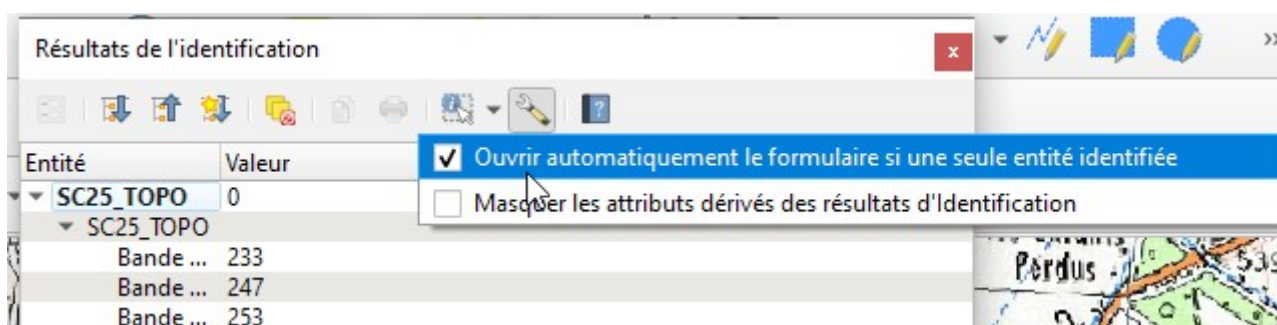 Résultats de l'identification
x
»
?
Entité Valeur
Ouvrir automatiquement le formulaire si une seule entité identifiée
SC25_TOPO 0
Masquer les attributs dérivés des résultats d'Identification
SC25_TOPO
Bande ... 233
Perdus
Bande ... 247
Bande ... 253